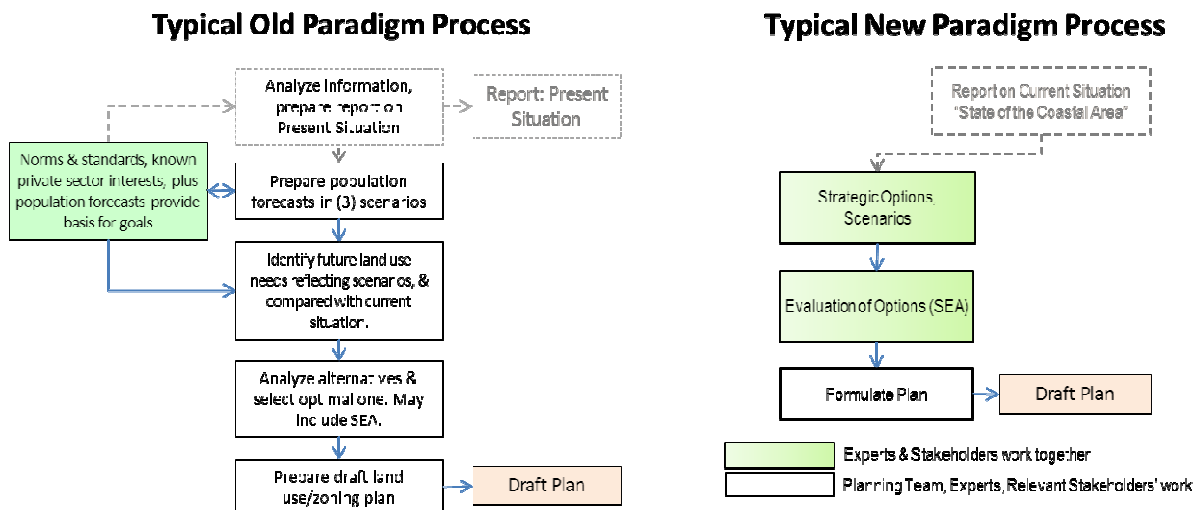 Typical Old Paradigm Process
Analyze information,
prepare report on
Present Situation
Report: Present
Situation
Norms & standards, known
private sector interests, plus
population forecasts provide
basis for goals
Prepare population
forecasts in (3) scenarios
Identify future land use
needs reflecting scenarios, &
compared with current
situation.
Analyze alternatives &
select optimal one. May
include SEA.
Prepare draft land
use/zoning plan
Draft Plan
Typical New Paradigm Process
Report on Current Situation
"State of the Coastal Area"
Strategic Options,
Scenarios
Evaluation of Options (SEA)
Formulate Plan
Draft Plan
Experts & Stakeholders work together
Planning Team, Experts, Relevant Stakeholders' work